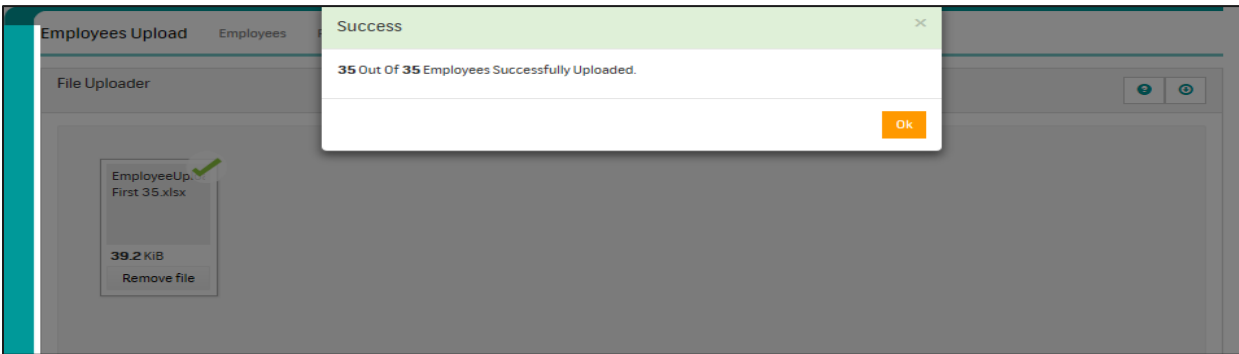 Employees Upload Employees
Success
×
35 Out Of 35 Employees Successfully Uploaded.
Ok
File Uploader
First 35.xlsx
39.2 KiB
Remove file